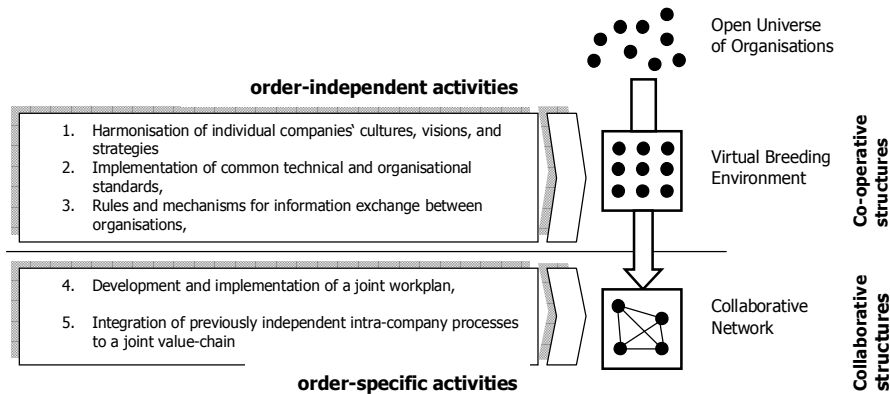 Open Universe
of Organisations
order-independent activities
1. Harmonisation of individual companies‘ cultures, visions, and
strategies
2. Implementation of common technical and organisational
standards,
3. Rules and mechanisms for information exchange between
organisations,
Virtual Breeding
Environment
Co-operative
structures
4. Development and implementation of a joint workplan,
5. Integration of previously independent intra-company processes
to a joint value-chain
Collaborative
Network
Collaborative
structures
order-specific activities